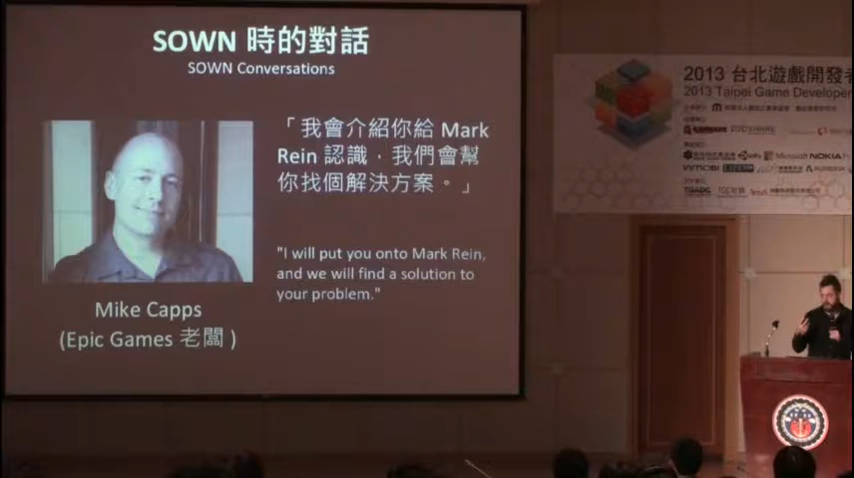 SOWN 時的對話
SOWN Conversations
「我會介紹你給 Mark
Rein 認識，我們會幫
你找個解決方案。」
"I will put you onto Mark Rein,
and we will find a solution to
your problem."
Mike Capps
(Epic Games 老闆 )
2013 台北遊戲開發者
2013 Taipei Game Developer
unity
Microsoft
NOKIA